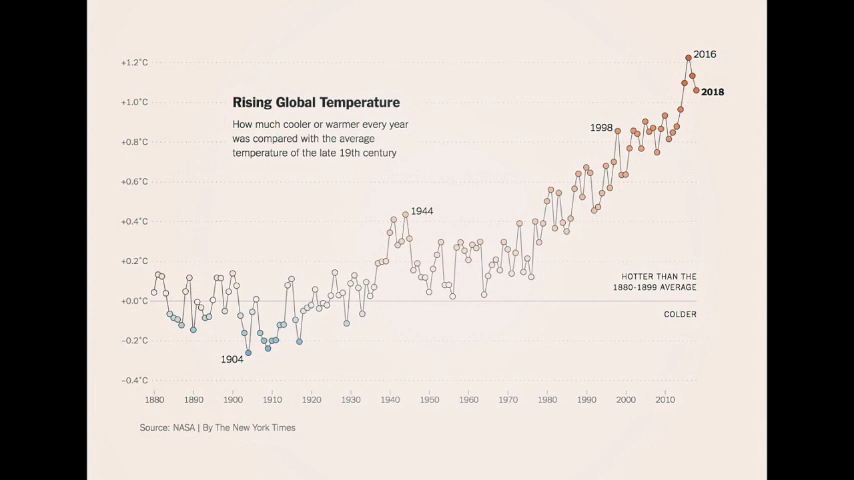 2016
+1.2°C
2018
+1.0°C
Rising Global Temperature
How much cooler or warmer every year
was compared with the average
temperature of the late 19th century
1998
+0.8°C
+0.6°C
1944
+0.4°C
+0.2°C
HOTTER THAN THE
1880-1899 AVERAGE
+0.0°C
COLDER
−0.2°C
1904
−0.4°C
1880 1890 1900 1910 1920 1930 1940 1950 1960 1970 1980 1990 2000 2010
Source: NASA | By The New York Times